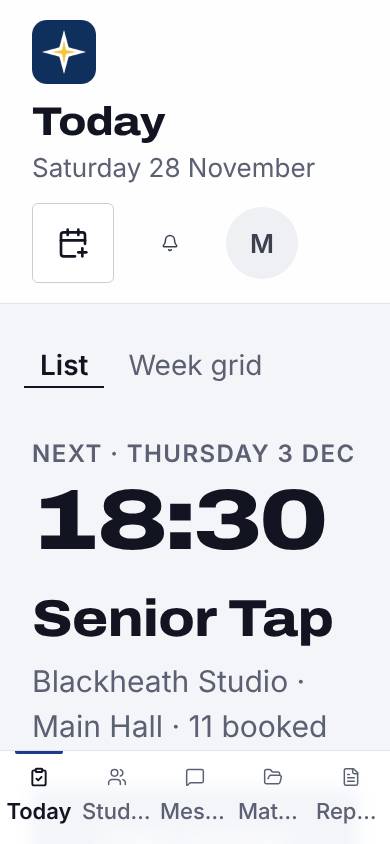 Today
Saturday 28 November
M
List Week grid
NEXT · THURSDAY 3 DEC
18:30
Senior Tap
Blackheath Studio ·
Main Hall · 11 booked
Today Stud... Mes... Mat... Rep...